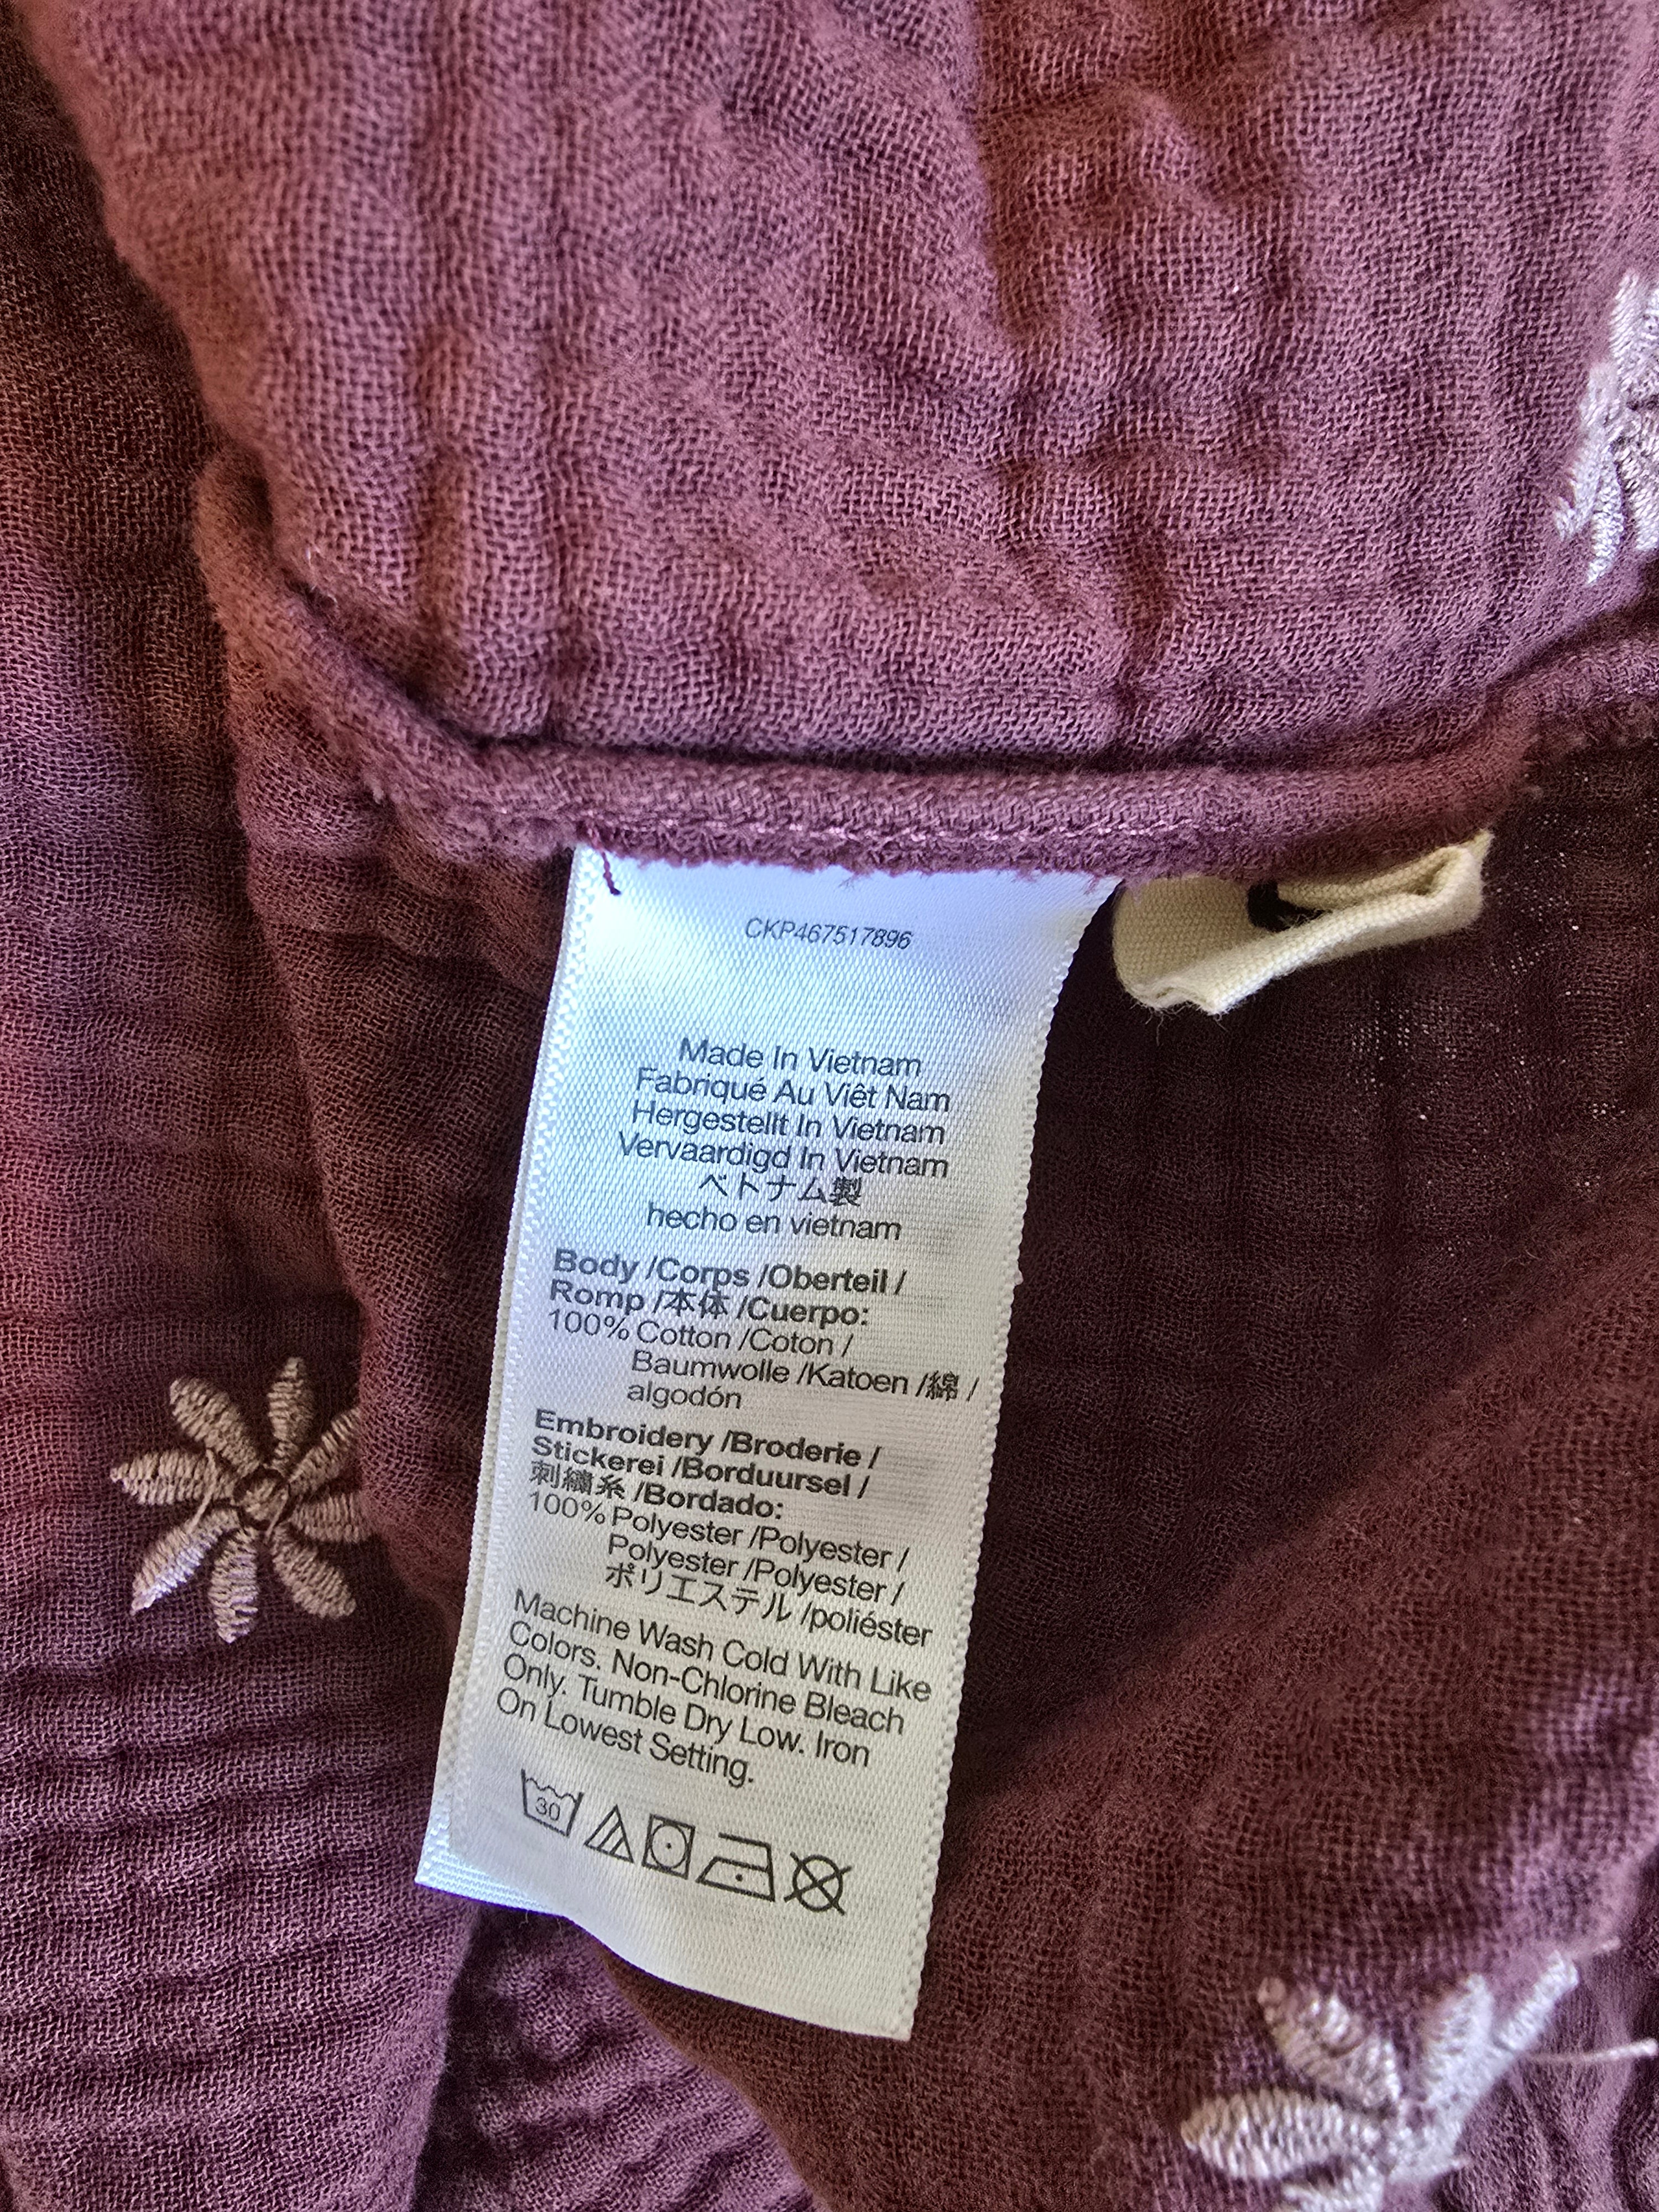 CKP467517896
Made In Vietnam
Fabriqué Au Viêt Nam
Hergestellt In Vietnam
Vervaardigd In Vietnam
ベトナム製
hecho en vietnam
Body /Corps /Oberteil /
Romp /本体 /Cuerpo:
100% Cotton /Coton /
Baumwolle /Katoen /綿 /
algodón
Embroidery /Broderie /
Stickerei /Borduursel /
刺繍糸 /Bordado:
100% Polyester /Polyester /
Polyester /Polyester /
ポリエステル /poliéster
Machine Wash Cold With Like
Colors. Non-Chlorine Bleach
Only. Tumble Dry Low. Iron
On Lowest Setting.
30